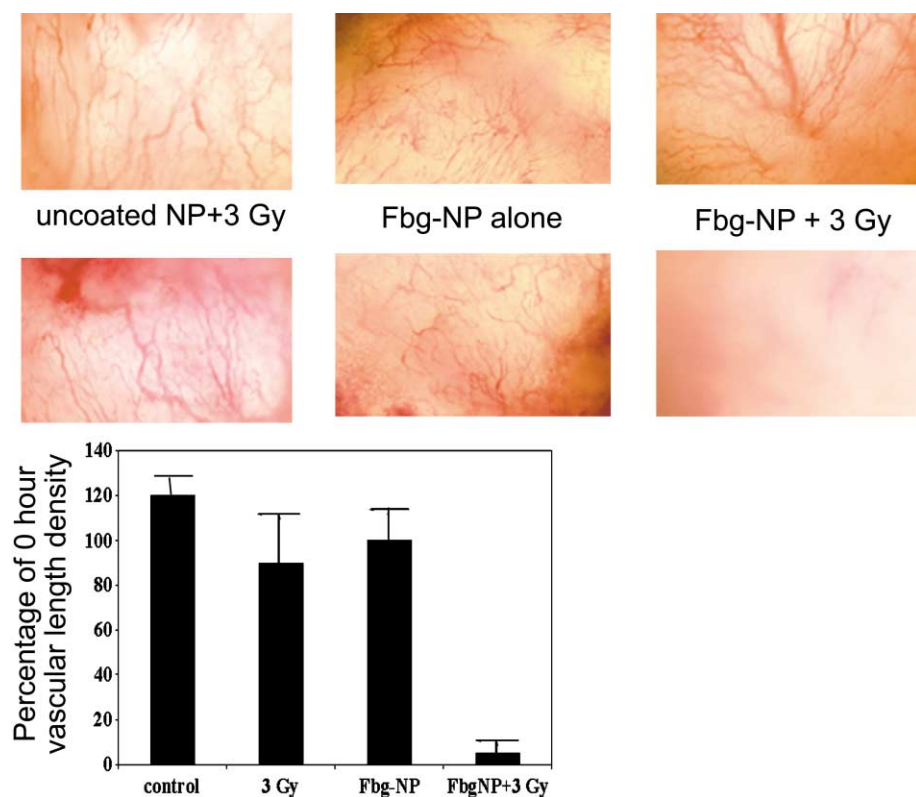 uncoated NP+3 Gy
Fbg-NP alone
Fbg-NP + 3 Gy
Percentage of 0 hour
vascular length density
140
120
100
80
60
40
20
0
control
3 Gy
Fbg-NP
FbgNP+3 Gy